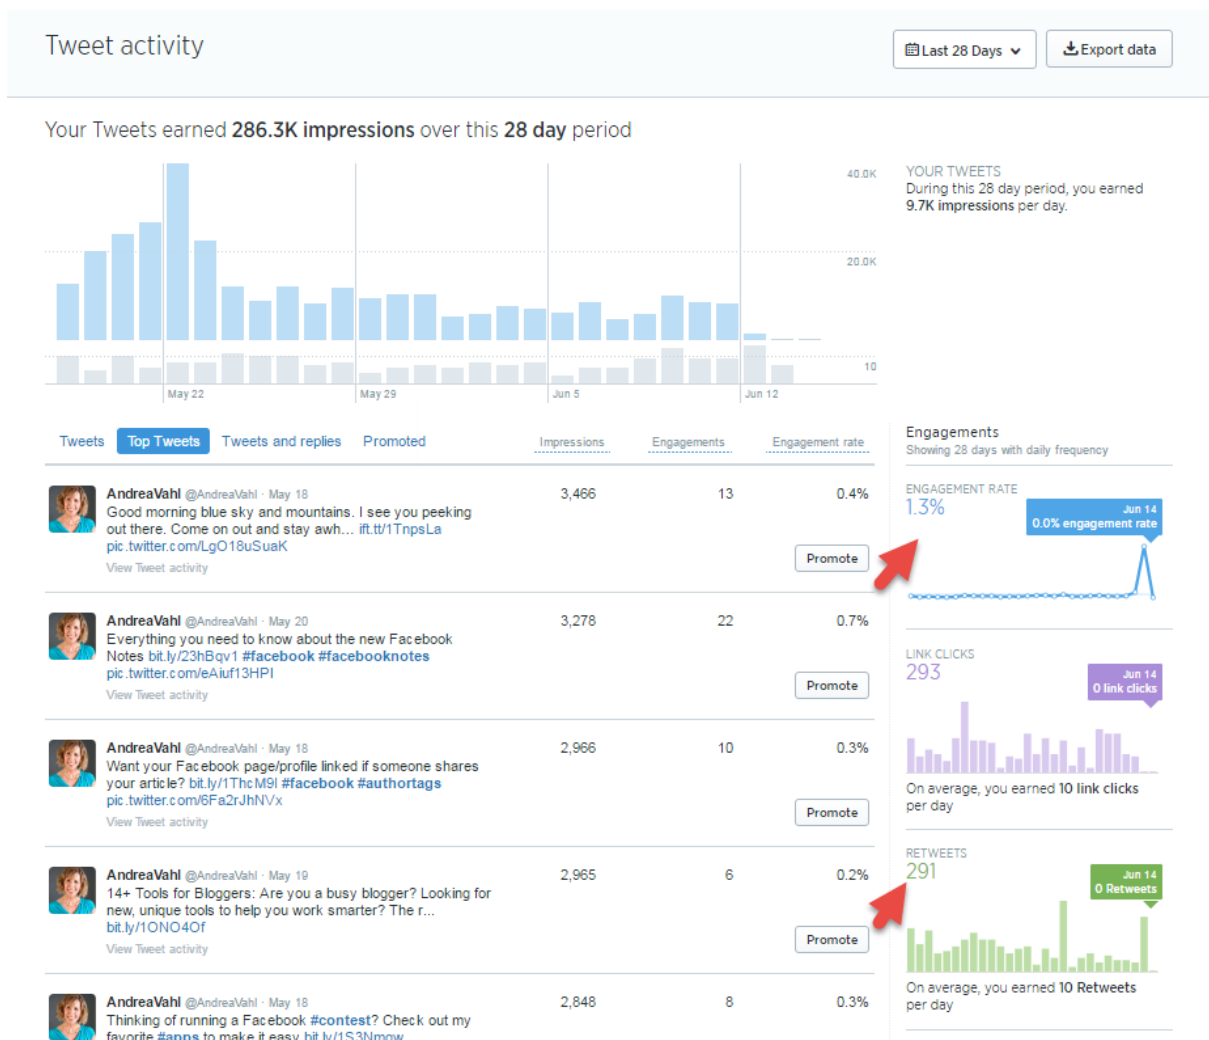 Tweet activity
Last 28 Days
Export data
Your Tweets earned 286.3K impressions over this 28 day period
40.0K
20.0K
10
May 22
May 29
Jun 5
Jun 12
YOUR TWEETS
During this 28 day period, you earned
9.7K impressions per day.
Tweets Top Tweets Tweets and replies Promoted Impressions Engagements Engagement rate
AndreaVahl @AndreaVahl · May 18 3,466 13 0.4%
Good morning blue sky and mountains. I see you peeking
out there. Come on out and stay awh... ift.tt/1TnpsLa
pic.twitter.com/LgO18uSuaK
View Tweet activity
Promote
AndreaVahl @AndreaVahl · May 20 3,278 22 0.7%
Everything you need to know about the new Facebook
Notes bit.ly/23hBqv1 #facebook #facebooknotes
pic.twitter.com/eAiuf13HPI
View Tweet activity
Promote
AndreaVahl @AndreaVahl · May 18 2,966 10 0.3%
Want your Facebook page/profile linked if someone shares
your article? bit.ly/1ThcM9I #facebook #authortags
pic.twitter.com/6Fa2rJhNVx
View Tweet activity
Promote
AndreaVahl @AndreaVahl · May 19 2,965 6 0.2%
14+ Tools for Bloggers: Are you a busy blogger? Looking for
new, unique tools to help you work smarter? The r...
bit.ly/1ONO4Of
View Tweet activity
Promote
AndreaVahl @AndreaVahl · May 18 2,848 8 0.3%
Thinking of running a Facebook #contest? Check out my
favorite #apps to make it easy bit.ly/1S3Nmqw
Engagements
Showing 28 days with daily frequency
ENGAGEMENT RATE
1.3%
Jun 14
0.0% engagement rate
LINK CLICKS
293
Jun 14
0 link clicks
On average, you earned 10 link clicks
per day
RETWEETS
291
Jun 14
0 Retweets
On average, you earned 10 Retweets
per day